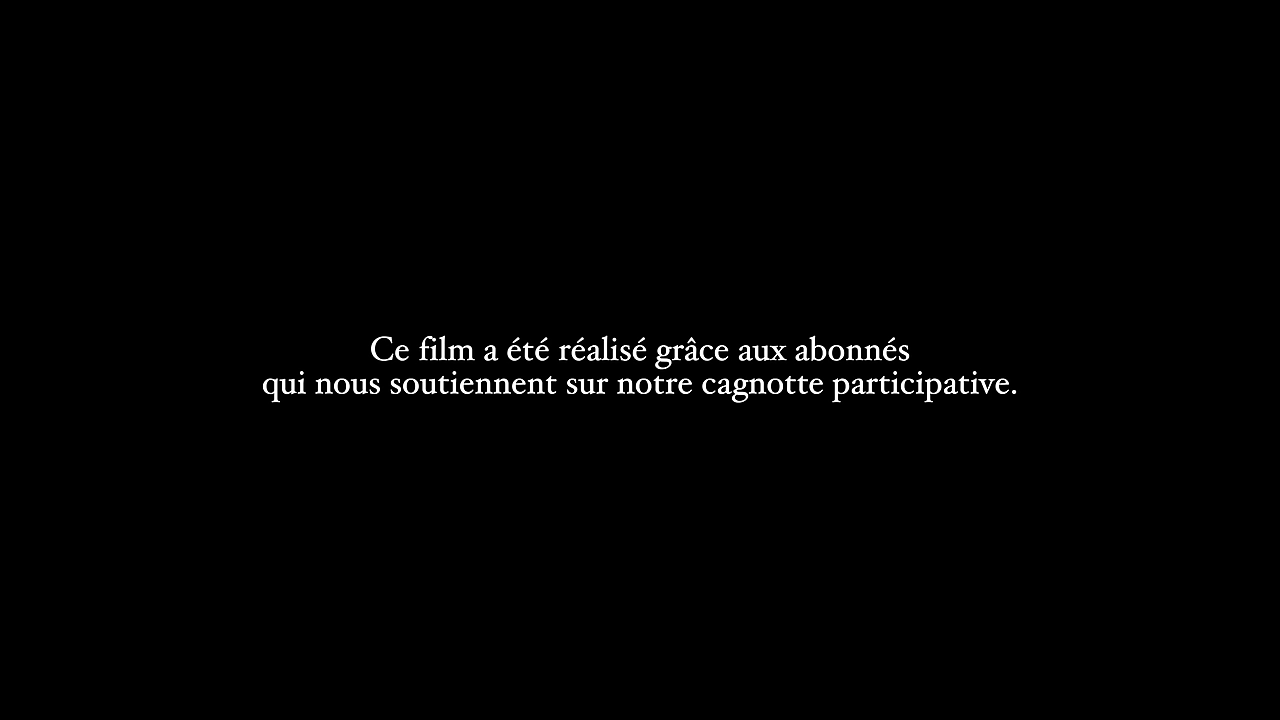 Ce film a été réalisé grâce aux abonnés
qui nous soutiennent sur notre cagnotte participative.